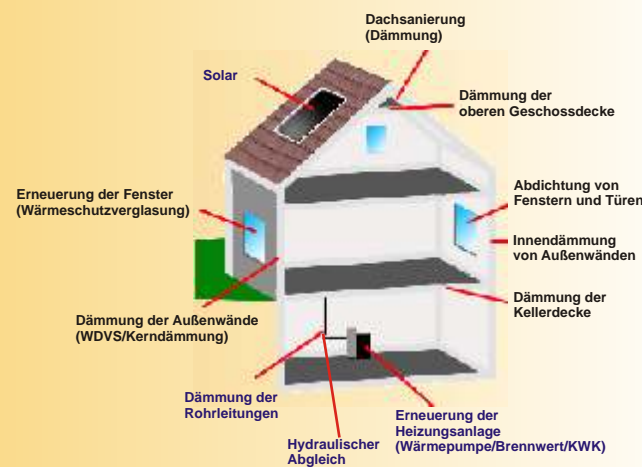 Dachsanierung
(Dämmung)
Solar
Dämmung der
oberen Geschossdecke
Erneuerung der Fenster
(Wärmeschutzverglasung)
Abdichtung von
Fenstern und Türen
Innendämmung
von Außenwänden
Dämmung der
Kellerdecke
Dämmung der Außenwände
(WDVS/Kerndämmung)
Dämmung der
Rohrleitungen
Hydraulischer
Abgleich
Erneuerung der
Heizungsanlage
(Wärmepumpe/Brennwert/KWK)